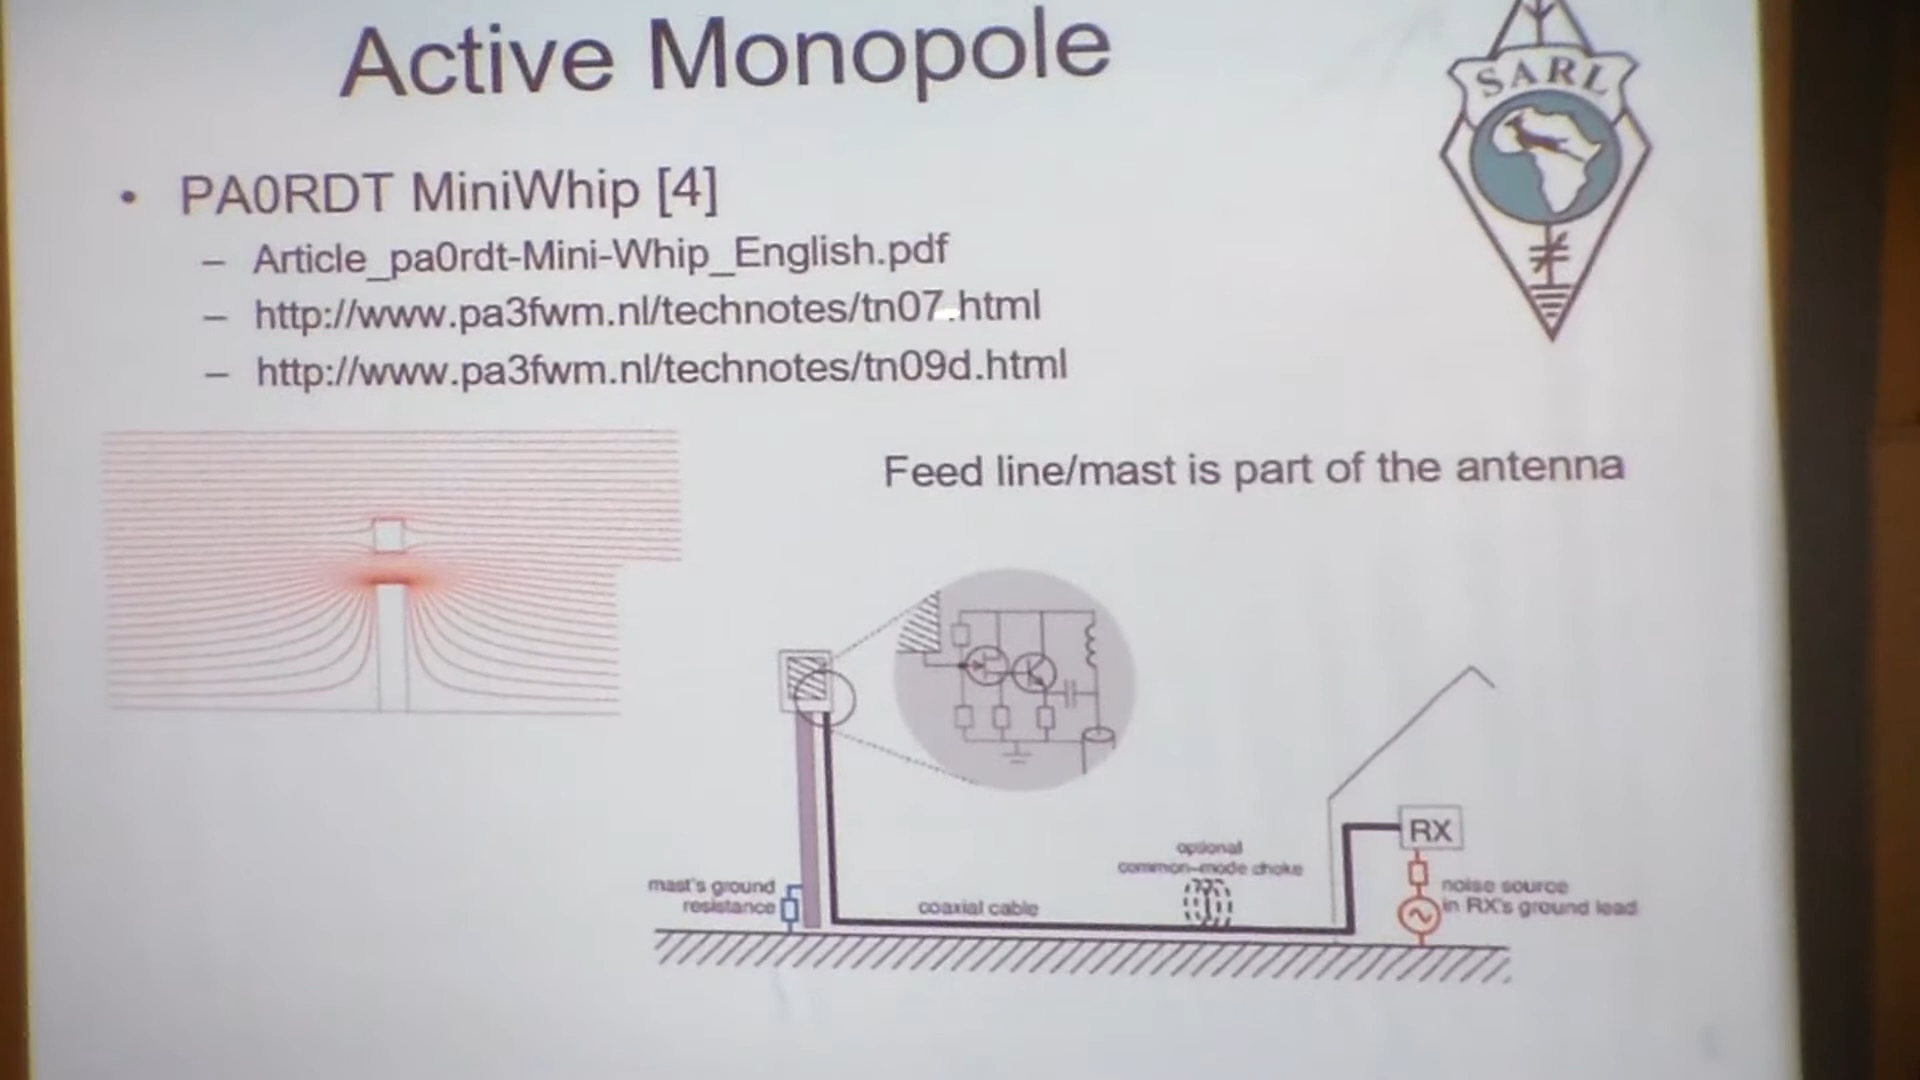 Active Monopole
SARL
• PA0RDT MiniWhip [4]
– Article_pa0rdt-Mini-Whip_English.pdf
– http://www.pa3fwm.nl/technotes/tn07.html
– http://www.pa3fwm.nl/technotes/tn09d.html
Feed line/mast is part of the antenna
RX
optional
common-mode choke
mast's ground
resistance
coaxial cable
noise source
in RX's ground lead